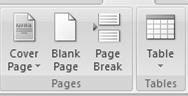 Cover Page
Blank Page
Page Break
Table
Pages
Tables